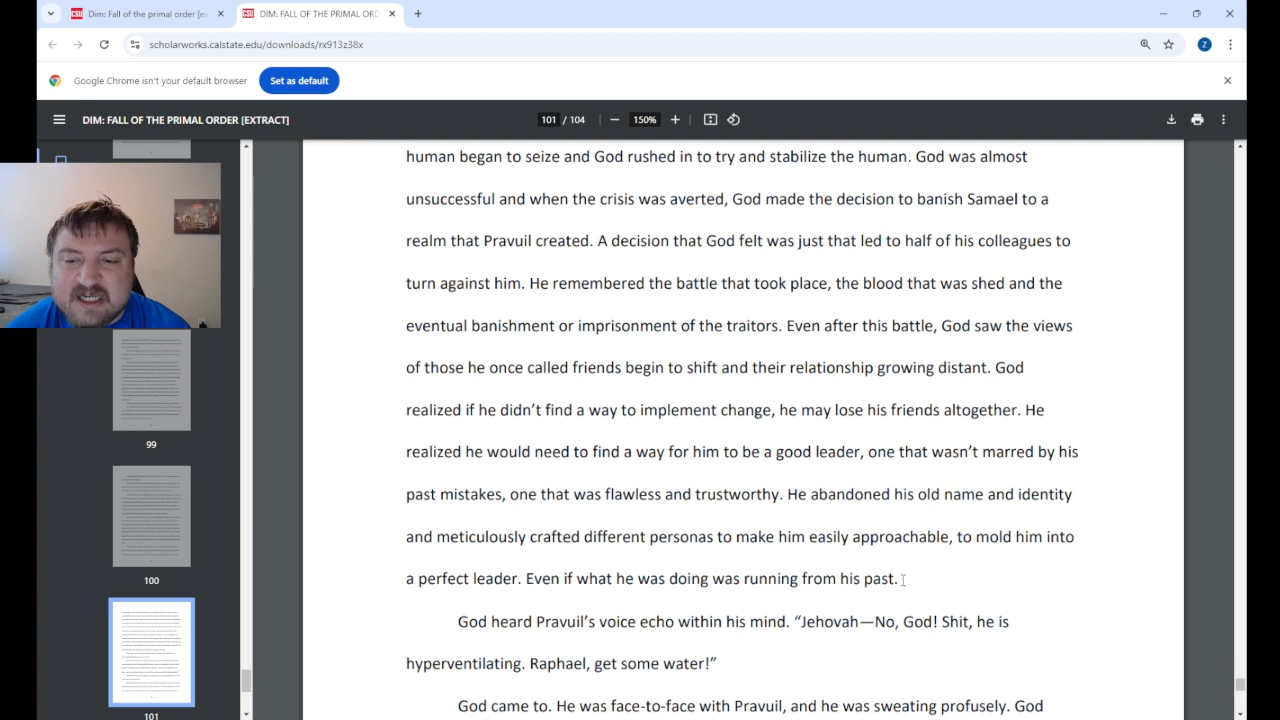 Dim: Fall of the primal order [e
DIM: FALL OF THE PRIMAL ORD
scholarworks.calstate.edu/downloads/rx913z38x
Z
Google Chrome isn't your default browser
Set as default
DIM: FALL OF THE PRIMAL ORDER [EXTRACT]
101 / 104
150%
human began to seize and God rushed in to try and stabilize the human. God was almost
unsuccessful and when the crisis was averted, God made the decision to banish Samael to a
realm that Pravuil created. A decision that God felt was just that led to half of his colleagues to
turn against him. He remembered the battle that took place, the blood that was shed and the
eventual banishment or imprisonment of the traitors. Even after this battle, God saw the views
of those he once called friends begin to shift and their relationship growing distant. God
realized if he didn't find a way to implement change, he may lose his friends altogether. He
realized he would need to find a way for him to be a good leader, one that wasn't marred by his
past mistakes, one that was flawless and trustworthy. He abandoned his old name and identity
and meticulously crafted different personas to make him easily approachable, to mold him into
a perfect leader. Even if what he was doing was running from his past.
God heard Pravuil's voice echo within his mind. "Jehovah—No, God! Shit, he is
hyperventilating. Raphael, get some water!"
God came to. He was face-to-face with Pravuil, and he was sweating profusely. God
99
100
101